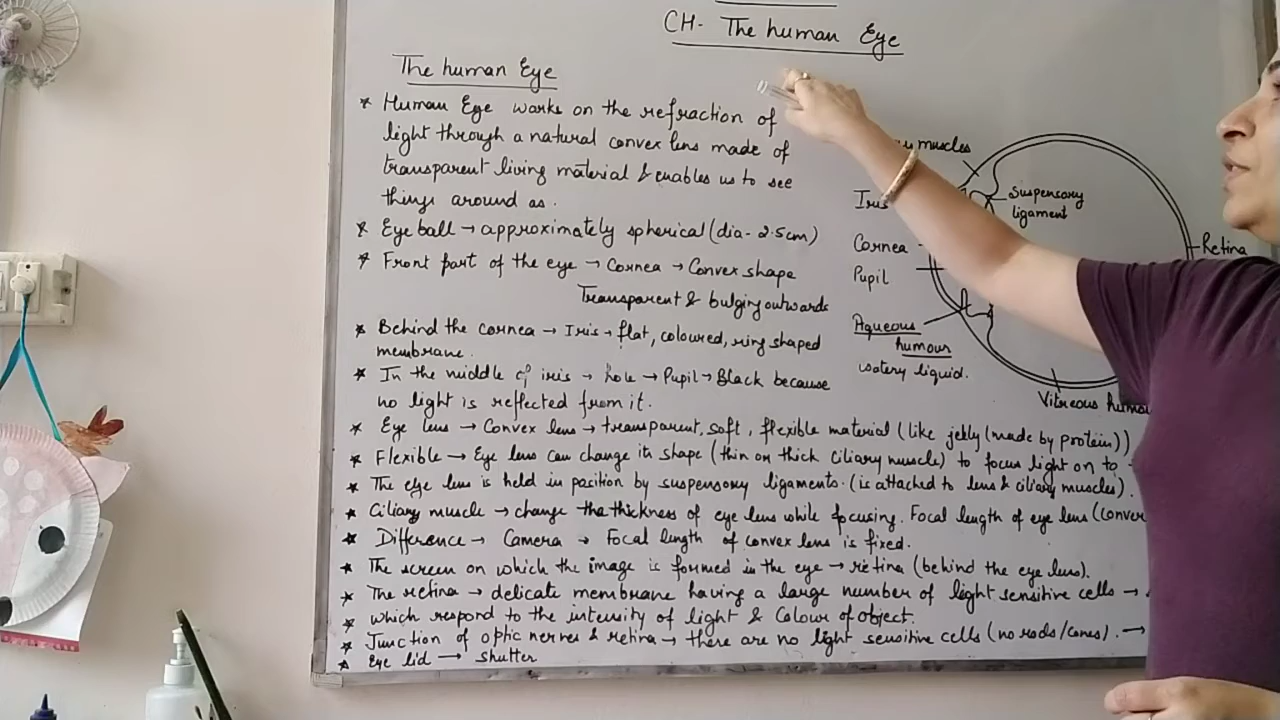 CH- The human Eye
The human Eye
* Human Eye works on the refraction of
light through a natural convex lens made of
transparent living material & enables us to see
things around as.
* Eye ball → approximately spherical (dia- 2.5cm)
* Front part of the eye → Cornea → Convex shape
Transparent & bulging outwards
* Behind the cornea → Iris → flat, coloured, ring shaped
membrane.
* In the middle of iris → hole → Pupil → Black because
no light is reflected from it.
* Eye lens → Convex lens → transparent, soft, flexible material (like jelly (made by protein))
* Flexible → Eye lens can change its shape (thin or thick ciliary muscle) to focus light on to
* The eye lens is held in position by suspensory ligaments. (is attached to lens & ciliary muscles).
* Ciliary muscle → change the thickness of eye lens while focusing. Focal length of eye lens
* Difference → Camera → Focal length of convex lens is fixed.
* The screen on which the image is formed in the eye → retina (behind the eye lens).
* The retina → delicate membrane having a large number of light sensitive cells →
* which respond to the intensity of light & Colour of object.
* Junction of optic nerves & retina → there are no light sensitive cells (no rods/cones). →
* Eye lid → shutter
muscles
Suspensory
ligament
Iris
Cornea
Pupil
Retina
Aqueous
humour
watery liquid.
Vitreous